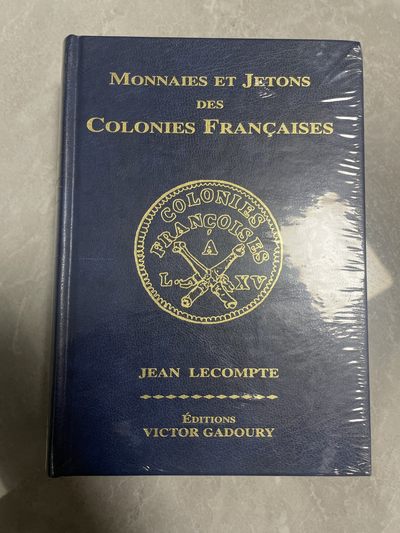 MONNAIES ET JETONS
DES
COLONIES FRANÇAISES
COLONIES
FRANÇOISES
A
L XV
JEAN LECOMPTE
ÉDITIONS
VICTOR GADOURY